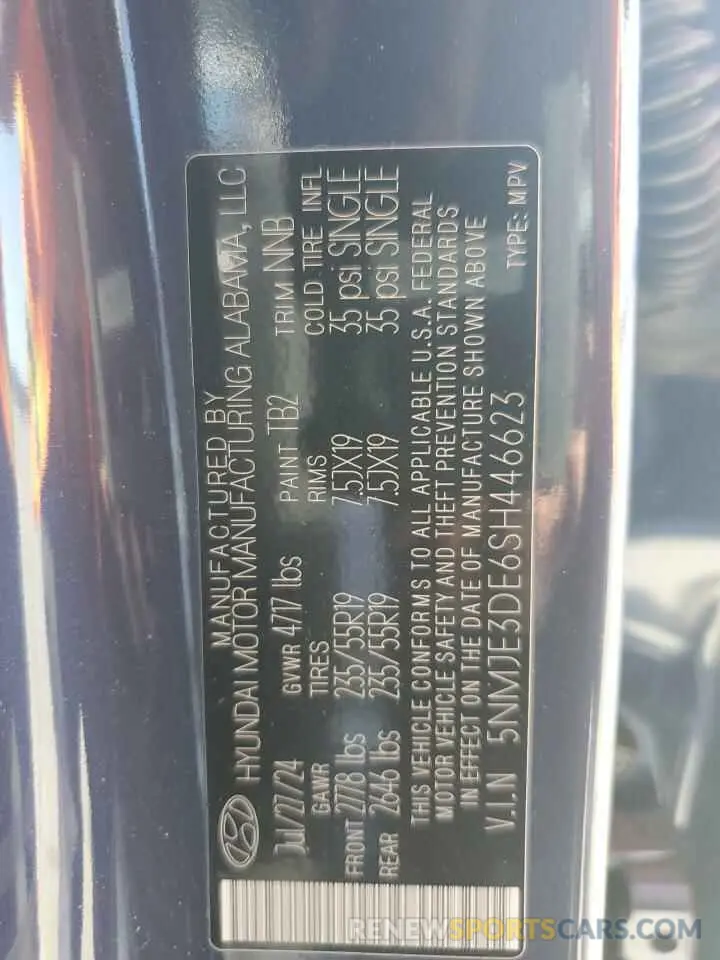 MANUFACTURED BY
HYUNDAI MOTOR MANUFACTURING ALABAMA, LLC
Jul/27/24 GVWR 4717 lbs PAINT TB2 TRIM NNB
GAWR TIRES RIMS COLD TIRE INFL
FRONT 2778 lbs 235/55R19 7.5JX19 35 psi SINGLE
REAR 2646 lbs 235/55R19 7.5JX19 35 psi SINGLE
THIS VEHICLE CONFORMS TO ALL APPLICABLE U.S.A. FEDERAL
MOTOR VEHICLE SAFETY AND THEFT PREVENTION STANDARDS
IN EFFECT ON THE DATE OF MANUFACTURE SHOWN ABOVE
V.I.N 5NMJE3DE6SH446623 TYPE: MPV
RENEWSPORTSCARS.COM